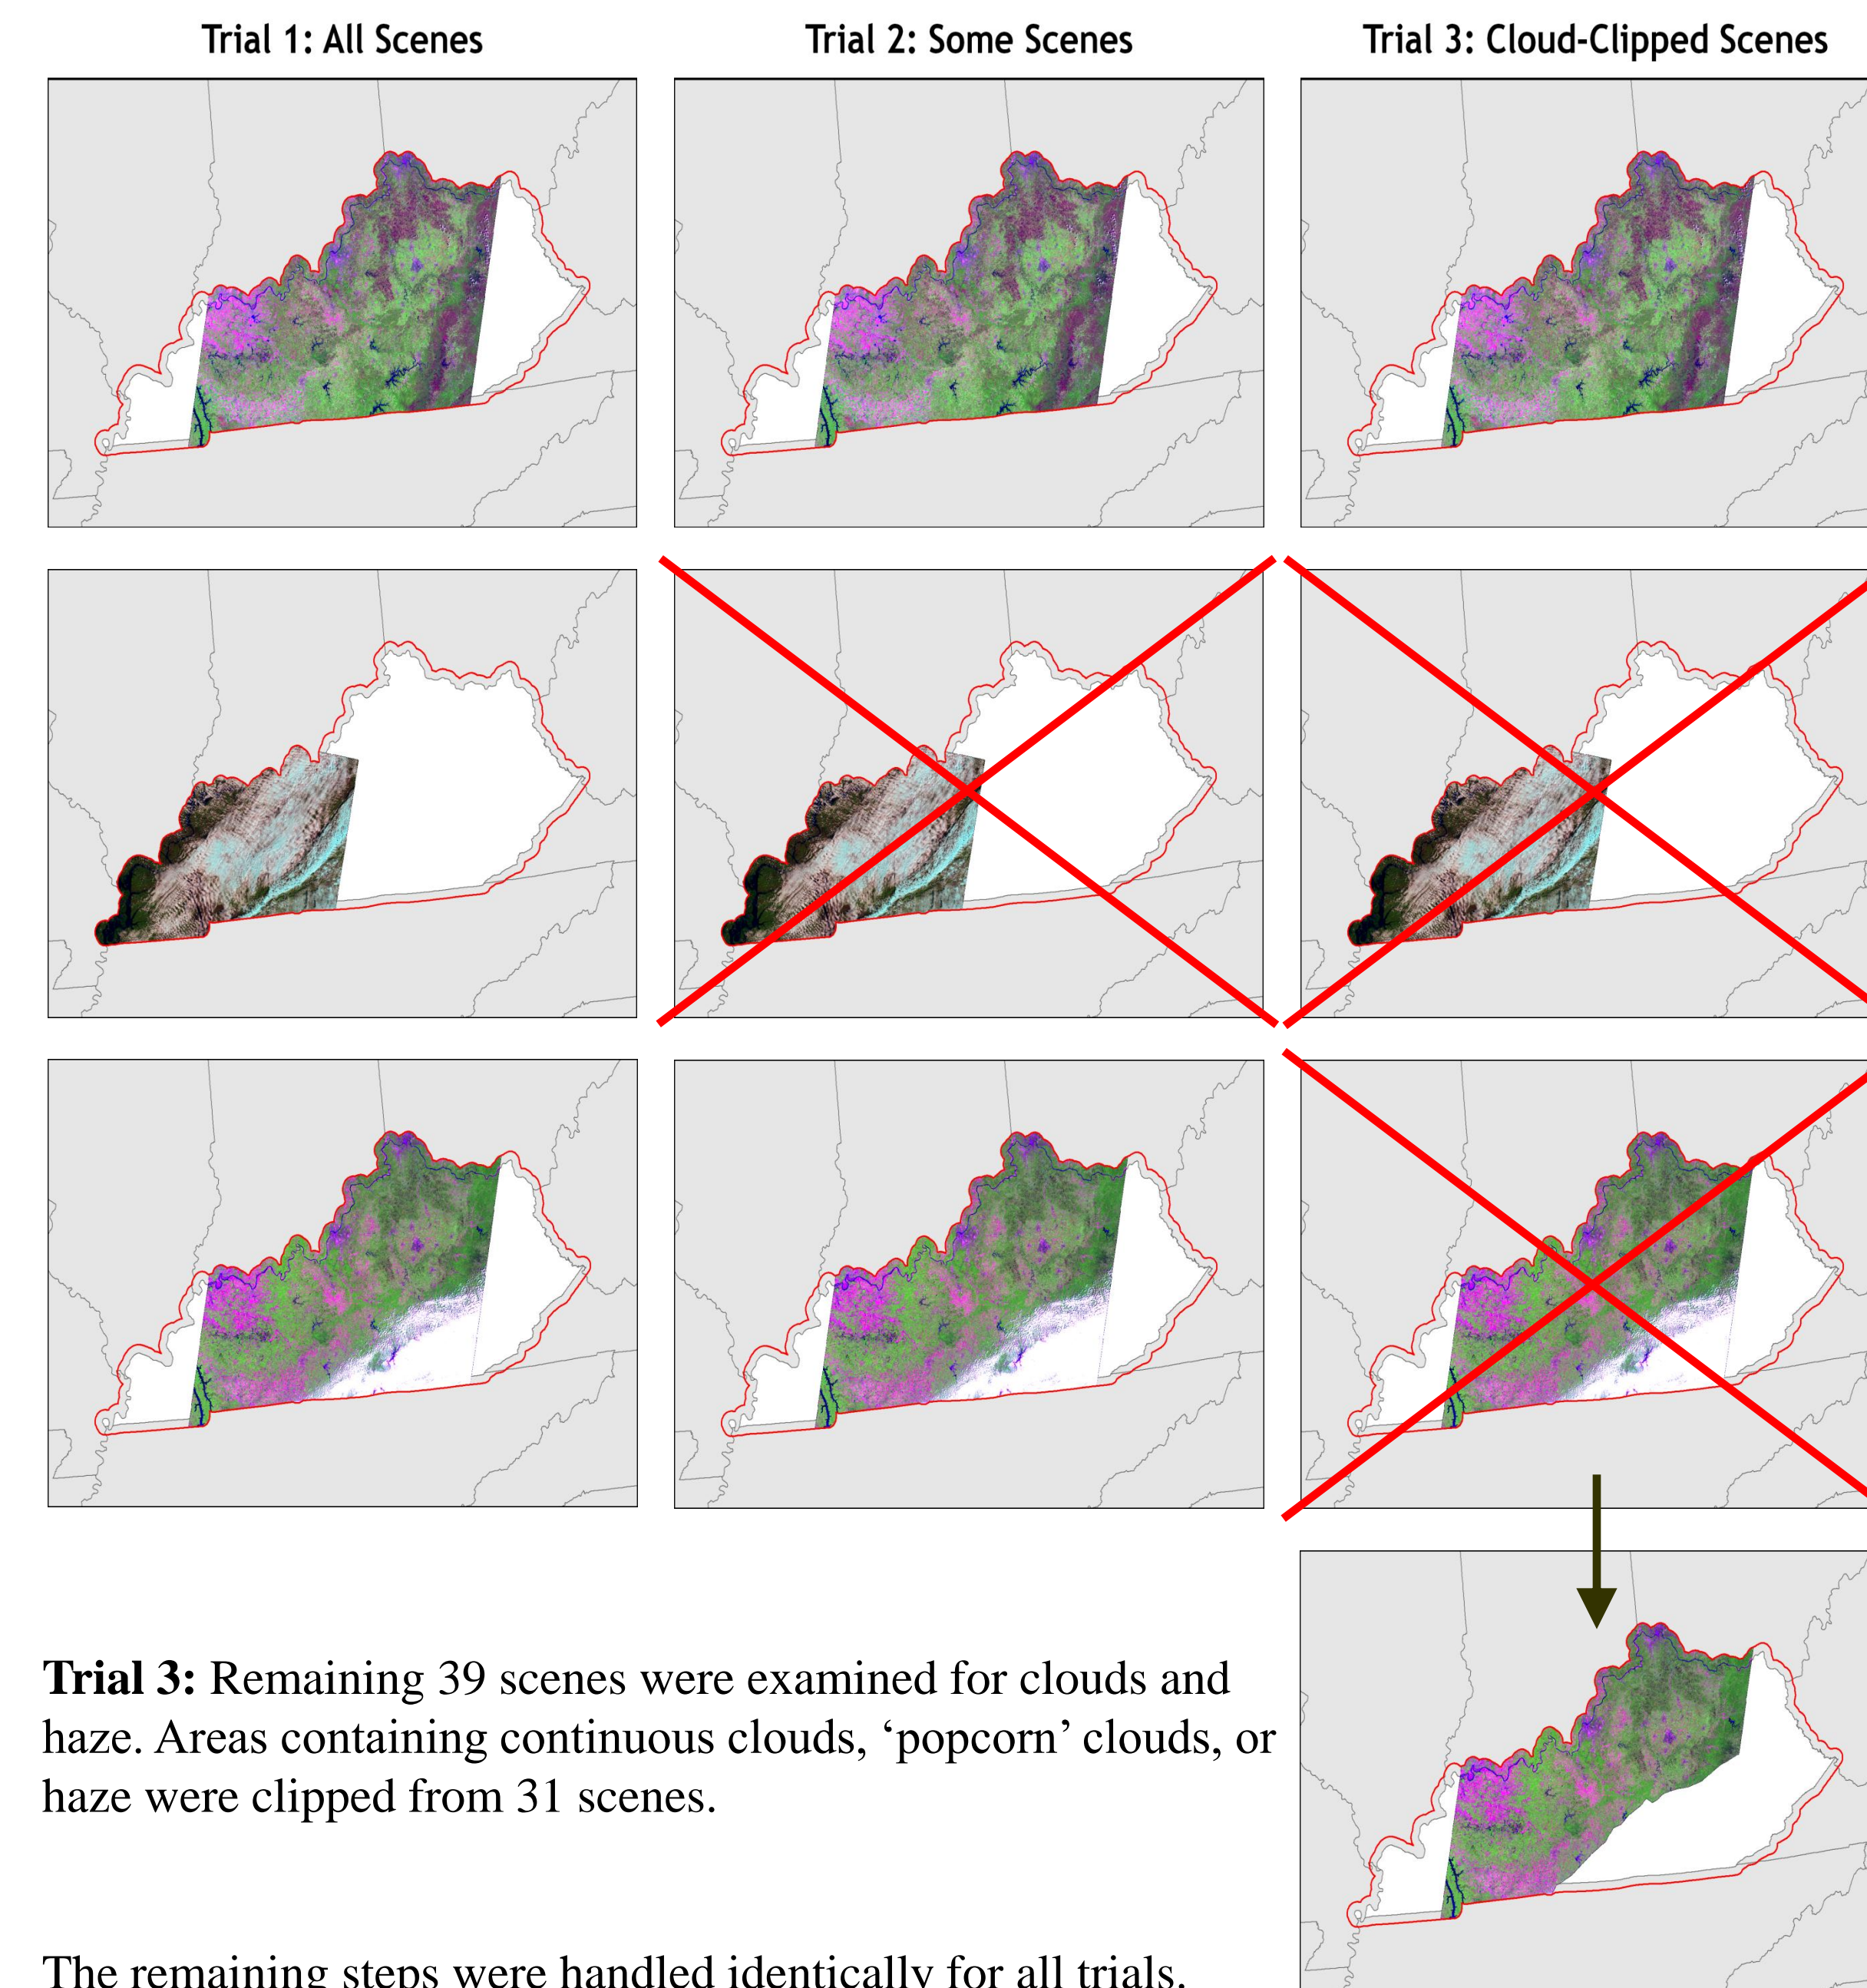 Trial 1: All Scenes
Trial 2: Some Scenes
Trial 3: Cloud-Clipped Scenes
Trial 3: Remaining 39 scenes were examined for clouds and
haze. Areas containing continuous clouds, ‘popcorn’ clouds, or
haze were clipped from 31 scenes.
The remaining steps were handled identically for all trials.